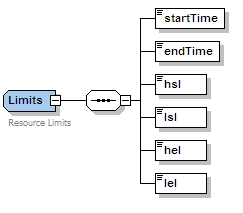 startTime
endTime
hsl
Limits
lsl
Resource Limits
hel
lel